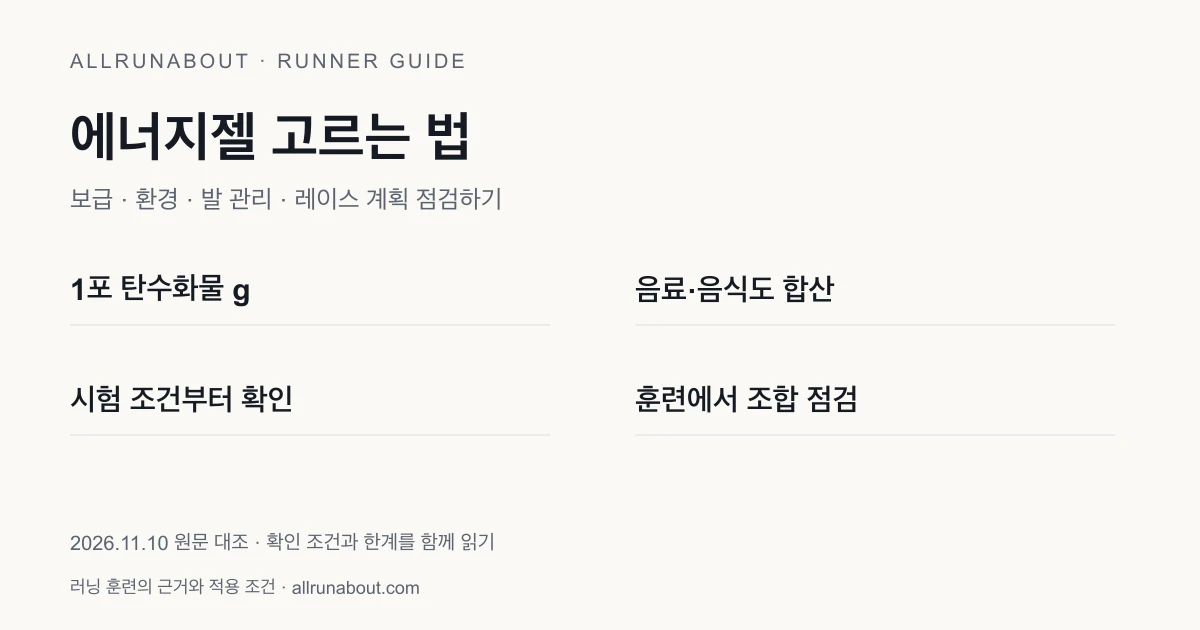 ALLRUNABOUT · RUNNER GUIDE
에너지젤 고르는 법
보급 · 환경 · 발 관리 · 레이스 계획 점검하기
1포 탄수화물 g
음료·음식도 합산
시험 조건부터 확인
훈련에서 조합 점검
2026.11.10 원문 대조 · 확인 조건과 한계를 함께 읽기
러닝 훈련의 근거와 적용 조건 · allrunabout.com